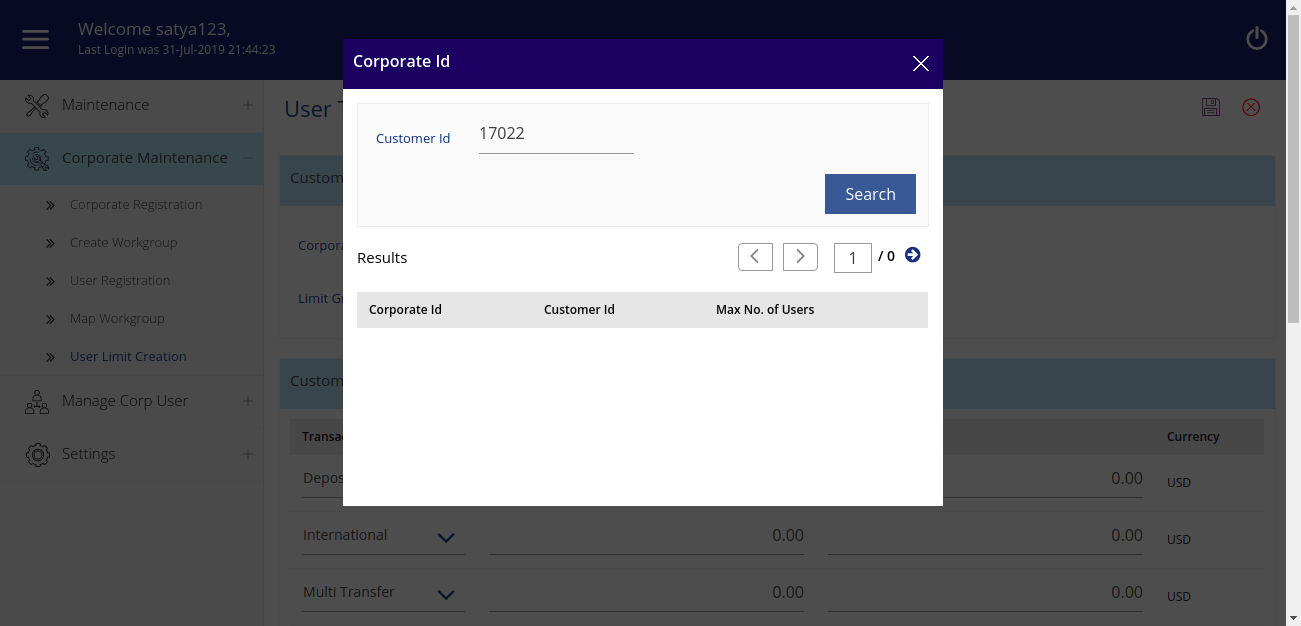 Welcome satya123,
Last Login was 31-Jul-2019 21:44:23
Maintenance +
Corporate Maintenance −
Corporate Registration
Create Workgroup
User Registration
Map Workgroup
User Limit Creation
Manage Corp User +
Settings +
User
Custom
Corpora
Limit G
Custom
Transa
Currency
Depos
0.00 USD
International 0.00 0.00 USD
Multi Transfer 0.00 0.00 USD
Corporate Id
Customer Id 17022
Search
Results
1 / 0
Corporate Id Customer Id Max No. of Users